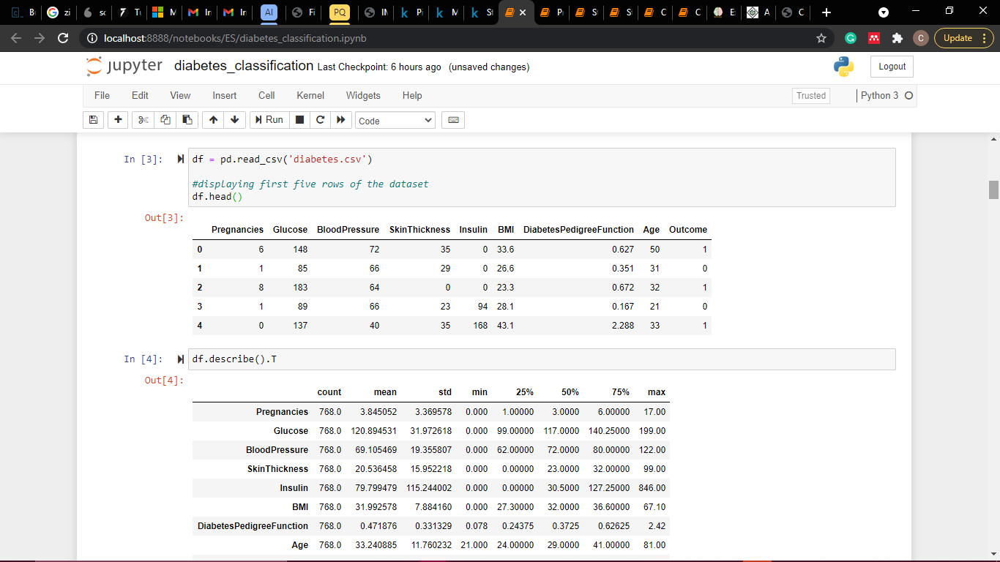 AI
PQ
Update
localhost:8888/notebooks/ES/diabetes_classification.ipynb
jupyter diabetes_classification Last Checkpoint: 6 hours ago (unsaved changes)
Logout
File Edit View Insert Cell Kernel Widgets Help
Trusted
Python 3
Run
Code
In [3]: df = pd.read_csv('diabetes.csv')
#displaying first five rows of the dataset
df.head()
Out[3]:
Pregnancies Glucose BloodPressure SkinThickness Insulin BMI DiabetesPedigreeFunction Age Outcome
0 6 148 72 35 0 33.6 0.627 50 1
1 1 85 66 29 0 26.6 0.351 31 0
2 8 183 64 0 0 23.3 0.672 32 1
3 1 89 66 23 94 28.1 0.167 21 0
4 0 137 40 35 168 43.1 2.288 33 1
In [4]: df.describe().T
Out[4]:
count mean std min 25% 50% 75% max
Pregnancies 768.0 3.845052 3.369578 0.000 1.00000 3.0000 6.00000 17.00
Glucose 768.0 120.894531 31.972618 0.000 99.00000 117.0000 140.25000 199.00
BloodPressure 768.0 69.105469 19.355807 0.000 62.00000 72.0000 80.00000 122.00
SkinThickness 768.0 20.536458 15.952218 0.000 0.00000 23.0000 32.00000 99.00
Insulin 768.0 79.799479 115.244002 0.000 0.00000 30.5000 127.25000 846.00
BMI 768.0 31.992578 7.884160 0.000 27.30000 32.0000 36.60000 67.10
DiabetesPedigreeFunction 768.0 0.471876 0.331329 0.078 0.24375 0.3725 0.62625 2.42
Age 768.0 33.240885 11.760232 21.000 24.00000 29.0000 41.00000 81.00